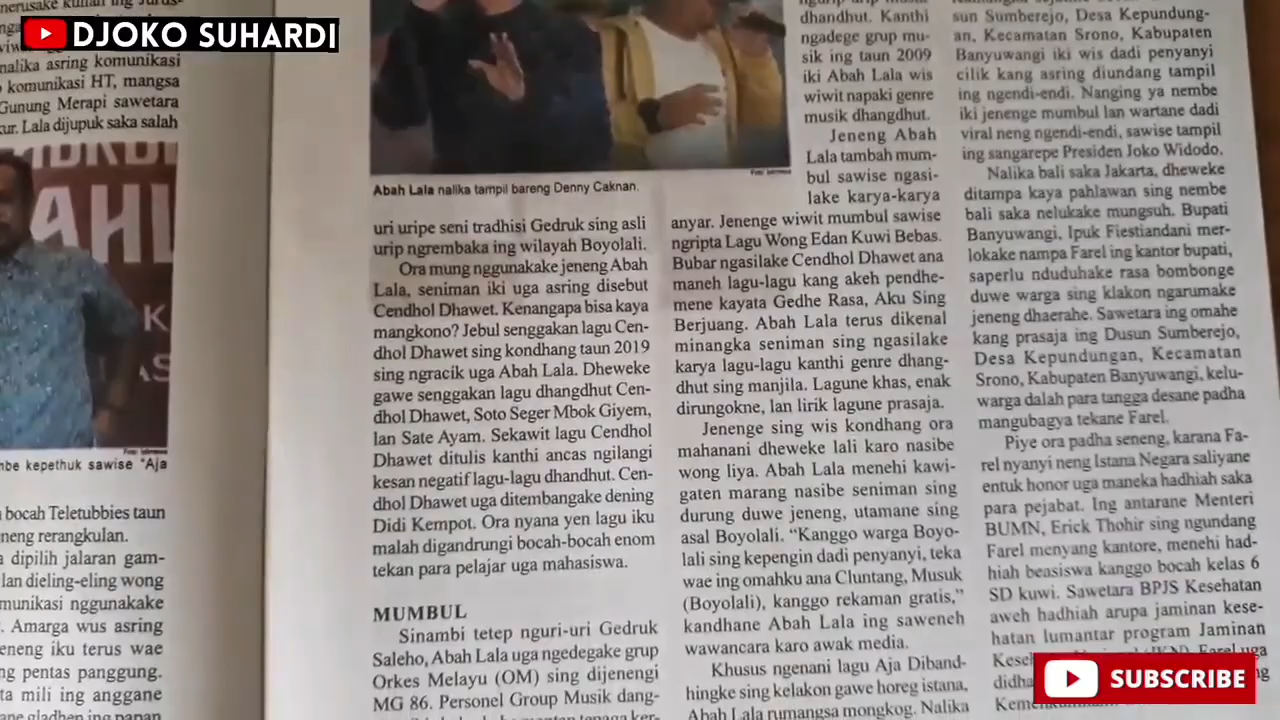 DJOKO SUHARDI
nalika asring komunikasi
komunikasi HT, mangsa
Gunung Merapi sawetara
Lala dijupuk saka salah
AHL
K
AS
kepethuk sawise "Aja
bocah Teletubbies taun
neng rerangkulan.
dipilih jalaran gam-
lan dieling-eling wong
nggunakake
Amarga wus asring
jeneng iku terus wae
pentas panggung.
mili ing anggane
gladhen ing papan
Abah Lala nalika tampil bareng Denny Caknan.
uri uripe seni tradhisi Gedruk sing asli
urip ngrembaka ing wilayah Boyolali.
Ora mung nggunakake jeneng Abah
Lala, seniman iki uga asring disebut
Cendhol Dhawet. Kenangapa bisa kaya
mangkono? Jebul senggakan lagu Cen-
dhol Dhawet sing kondhang taun 2019
sing ngracik uga Abah Lala. Dheweke
gawe senggakan lagu dhangdhut Cen-
dhol Dhawet, Soto Seger Mbok Giyem,
lan Sate Ayam. Sekawit lagu Cendhol
Dhawet ditulis kanthi ancas ngilangi
kesan negatif lagu-lagu dhandhut. Cen-
dhol Dhawet uga ditembangake dening
Didi Kempot. Ora nyana yen lagu iku
malah digandrungi bocah-bocah enom
tekan para pelajar uga mahasiswa.
MUMBUL
Sinambi tetep nguri-uri Gedruk
Saleho, Abah Lala uga ngedegake grup
Orkes Melayu (OM) sing dijenengi
MG 86. Personel Group Musik dang-
dhandhut. Kanthi
ngadege grup mu-
sik ing taun 2009
iki Abah Lala wis
wiwit napaki genre
musik dhangdhut.
Jeneng Abah
Lala tambah mum-
bul sawise ngasi-
lake karya-karya
anyar. Jenenge wiwit mumbul sawise
ngripta Lagu Wong Edan Kuwi Bebas.
Bubar ngasilake Cendhol Dhawet ana
maneh lagu-lagu kang akeh pendhe-
mene kayata Gedhe Rasa, Aku Sing
Berjuang. Abah Lala terus dikenal
minangka seniman sing ngasilake
karya lagu-lagu kanthi genre dhang-
dhut sing manjila. Lagune khas, enak
dirungokne, lan lirik lagune prasaja.
Jenenge sing wis kondhang ora
mahanani dheweke lali karo nasibe
wong liya. Abah Lala menehi kawi-
gaten marang nasibe seniman sing
durung duwe jeneng, utamane sing
asal Boyolali. "Kanggo warga Boyo-
lali sing kepengin dadi penyanyi, teka
wae ing omahku ana Cluntang, Musuk
(Boyolali), kanggo rekaman gratis,"
kandhane Abah Lala ing saweneh
wawancara karo awak media.
Khusus ngenani lagu Aja Diband-
hingke sing kelakon gawe horeg istana,
Abah Lala rumangsa mongkog. Nalika
sun Sumberejo, Desa Kepundung-
an, Kecamatan Srono, Kabupaten
Banyuwangi iki wis dadi penyanyi
cilik kang asring diundang tampil
ing ngendi-endi. Nanging ya nembe
iki jenenge mumbul lan wartane dadi
viral neng ngendi-endi, sawise tampil
ing sangarepe Presiden Joko Widodo.
Nalika bali saka Jakarta, dheweke
ditampa kaya pahlawan sing nembe
bali saka nelukake mungsuh. Bupati
Banyuwangi, Ipuk Fiestiandani mer-
lokake nampa Farel ing kantor bupati,
saperlu nduduhake rasa bombonge
duwe warga sing klakon ngarumake
jeneng dhaerahe. Sawetara ing omahe
kang prasaja ing Dusun Sumberejo,
Desa Kepundungan, Kecamatan
Srono, Kabupaten Banyuwangi, kelu-
warga dalah para tangga desane padha
mangubagya tekane Farel.
Piye ora padha seneng, karana Fa-
rel nyanyi neng Istana Negara saliyane
entuk honor uga maneka hadhiah saka
para pejabat. Ing antarane Menteri
BUMN, Erick Thohir sing ngundang
Farel menyang kantore, menehi had-
hiah beasiswa kanggo bocah kelas 6
SD kuwi. Sawetara BPJS Kesehatan
aweh hadhiah arupa jaminan kese-
hatan lumantar program Jaminan
SUBSCRIBE